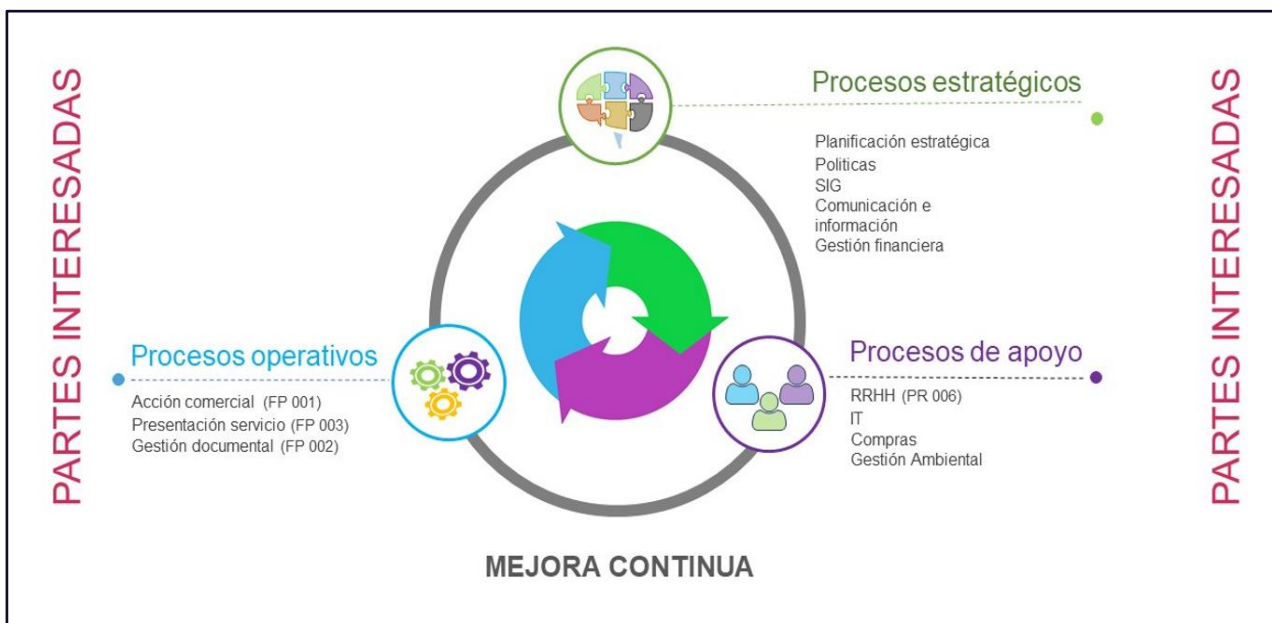 PARTES INTERESADAS
Procesos estratégicos
Planificación estratégica
Politicas
SIG
Comunicación e
información
Gestión financiera
Procesos operativos
Acción comercial (FP 001)
Presentación servicio (FP 003)
Gestión documental (FP 002)
Procesos de apoyo
RRHH (PR 006)
IT
Compras
Gestión Ambiental
MEJORA CONTINUA
PARTES INTERESADAS